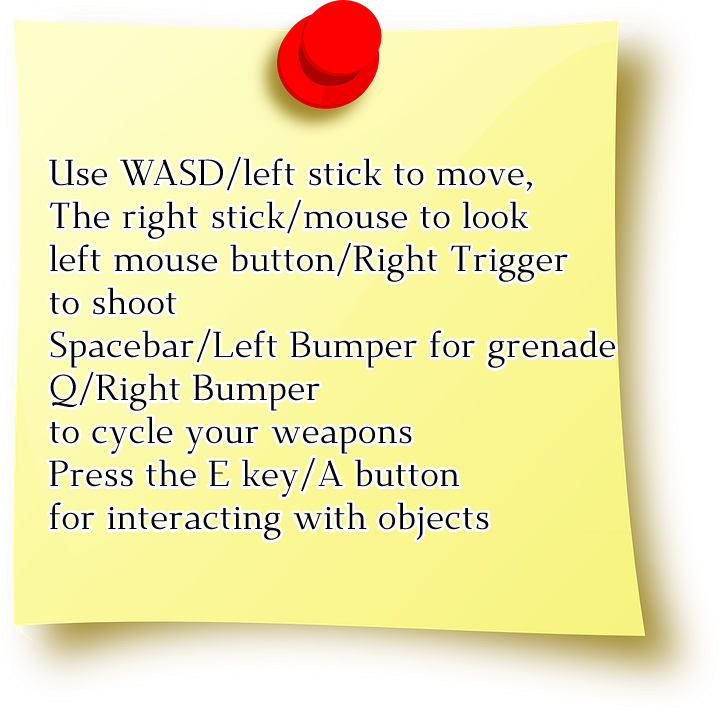 Use WASD/left stick to move,
The right stick/mouse to look
left mouse button/Right Trigger
to shoot
Spacebar/Left Bumper for grenade
Q/Right Bumper
to cycle your weapons
Press the E key/A button
for interacting with objects